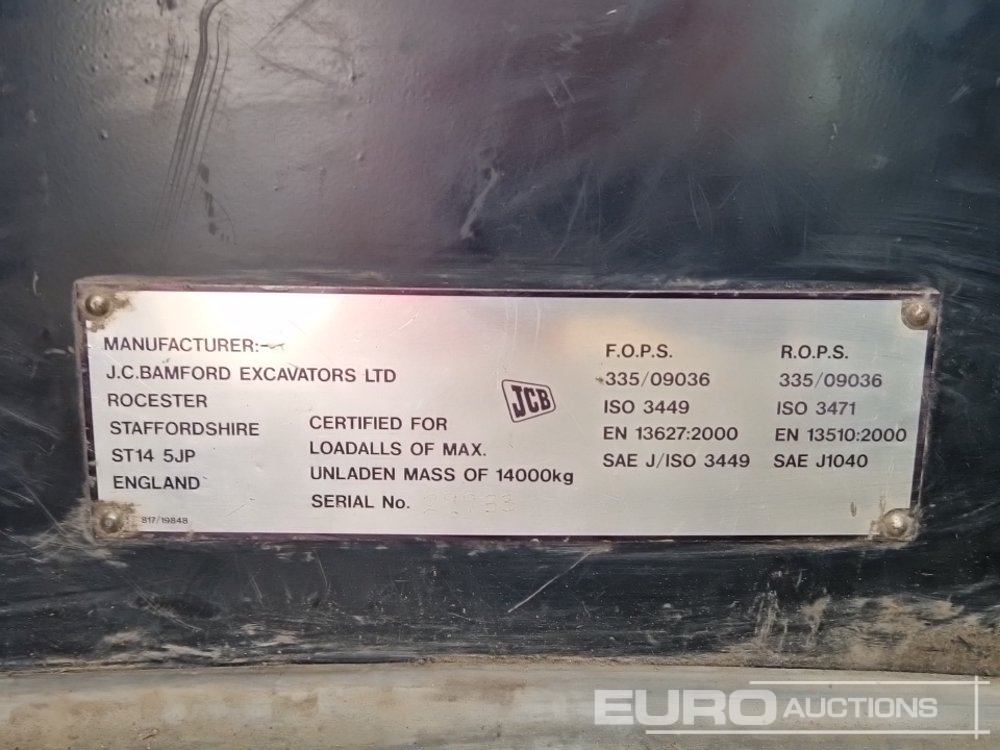 MANUFACTURER:-
J.C.BAMFORD EXCAVATORS LTD
ROCESTER
STAFFORDSHIRE
ST14 5JP
ENGLAND
817/19848
CERTIFIED FOR
LOADALLS OF MAX.
UNLADEN MASS OF 14000kg
SERIAL No.
JCB
F.O.P.S.
335/09036
ISO 3449
EN 13627:2000
SAE J/ISO 3449
R.O.P.S.
335/09036
ISO 3471
EN 13510:2000
SAE J1040
EURO AUCTIONS